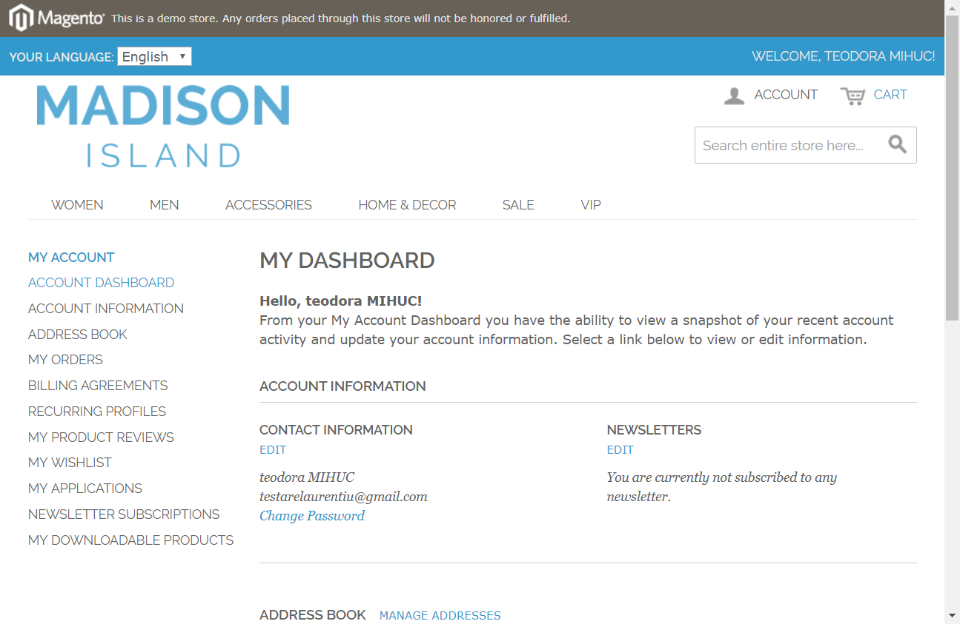 Magento This is a demo store. Any orders placed through this store will not be honored or fulfilled.
YOUR LANGUAGE: English WELCOME, TEODORA MIHUC!
MADISON
ISLAND
ACCOUNT CART
Search entire store here...
WOMEN MEN ACCESSORIES HOME & DECOR SALE VIP
MY ACCOUNT
ACCOUNT DASHBOARD
ACCOUNT INFORMATION
ADDRESS BOOK
MY ORDERS
BILLING AGREEMENTS
RECURRING PROFILES
MY PRODUCT REVIEWS
MY WISHLIST
MY APPLICATIONS
NEWSLETTER SUBSCRIPTIONS
MY DOWNLOADABLE PRODUCTS
MY DASHBOARD
Hello, teodora MIHUC!
From your My Account Dashboard you have the ability to view a snapshot of your recent account
activity and update your account information. Select a link below to view or edit information.
ACCOUNT INFORMATION
CONTACT INFORMATION
EDIT
teodora MIHUC
testarelaurentiu@gmail.com
Change Password
NEWSLETTERS
EDIT
You are currently not subscribed to any
newsletter.
ADDRESS BOOK MANAGE ADDRESSES